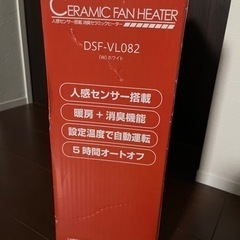 CERAMIC FAN HEATER
人感センサー搭載 消臭セラミックヒーター
DSF-VL082
(W)ホワイト
人感センサー搭載
暖房+消臭機能
設定温度で自動運転
5時間オートオフ